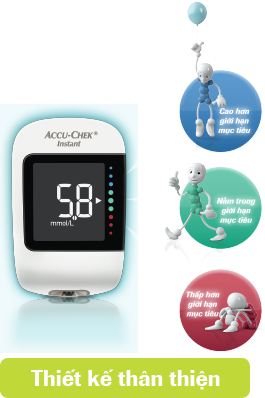 Cao hơn
giới hạn
mục tiêu
ACCU-CHEK®
Instant
5.8
mmol/L
Nằm trong
giới hạn
mục tiêu
Thấp hơn
giới hạn
mục tiêu
Thiết kế thân thiện